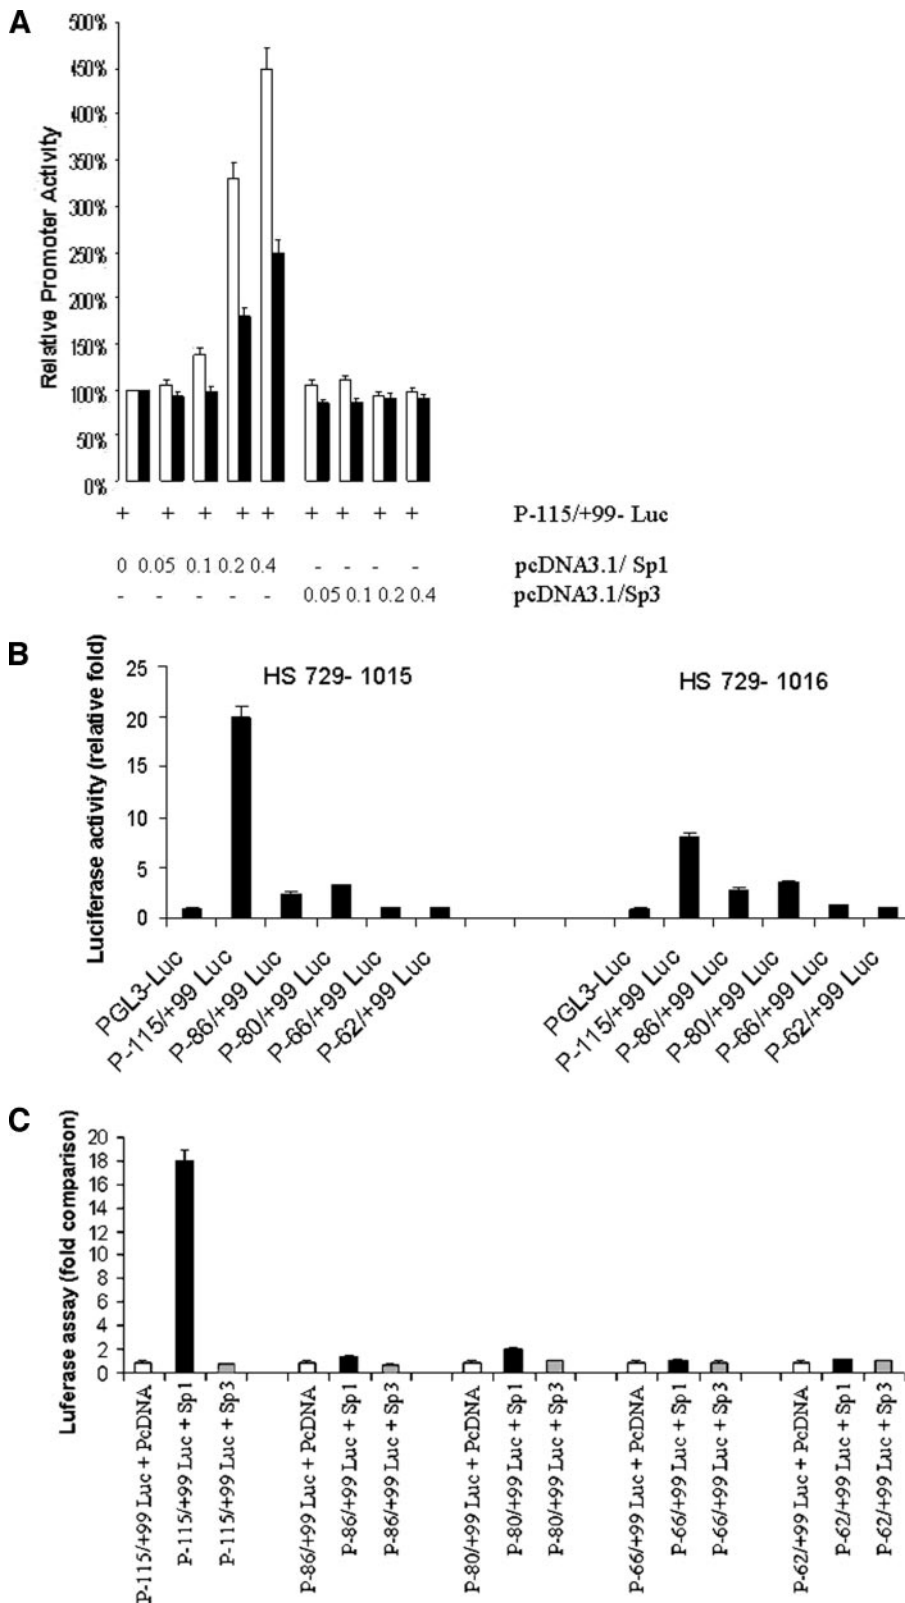 A
500%
450%
400%
350%
300%
250%
200%
150%
100%
50%
0%
Relative Promoter Activity
+ + + + + + + + + P-115/+99- Luc
0 0.05 0.1 0.2 0.4 - - - - pcDNA3.1/ Sp1
- - - - - 0.05 0.1 0.2 0.4 pcDNA3.1/Sp3
B
HS 729- 1015
HS 729- 1016
25
20
15
10
5
0
Luciferase activity (relative fold)
PGL3-Luc
P-115/+99 Luc
P-86/+99 Luc
P-80/+99 Luc
P-66/+99 Luc
P-62/+99 Luc
PGL3-Luc
P-115/+99 Luc
P-86/+99 Luc
P-80/+99 Luc
P-66/+99 Luc
P-62/+99 Luc
C
20
18
16
14
12
10
8
6
4
2
0
Luferase assay (fold comparison)
P-115/+99 Luc + PcDNA
P-115/+99 Luc + Sp1
P-115/+99 Luc + Sp3
P-86/+99 Luc + PcDNA
P-86/+99 Luc + Sp1
P-86/+99 Luc + Sp3
P-80/+99 Luc + PcDNA
P-80/+99 Luc + Sp1
P-80/+99 Luc + Sp3
P-66/+99 Luc + PcDNA
P-66/+99 Luc + Sp1
P-66/+99 Luc + Sp3
P-62/+99 Luc + PcDNA
P-62/+99 Luc + Sp1
P-62/+99 Luc + Sp3